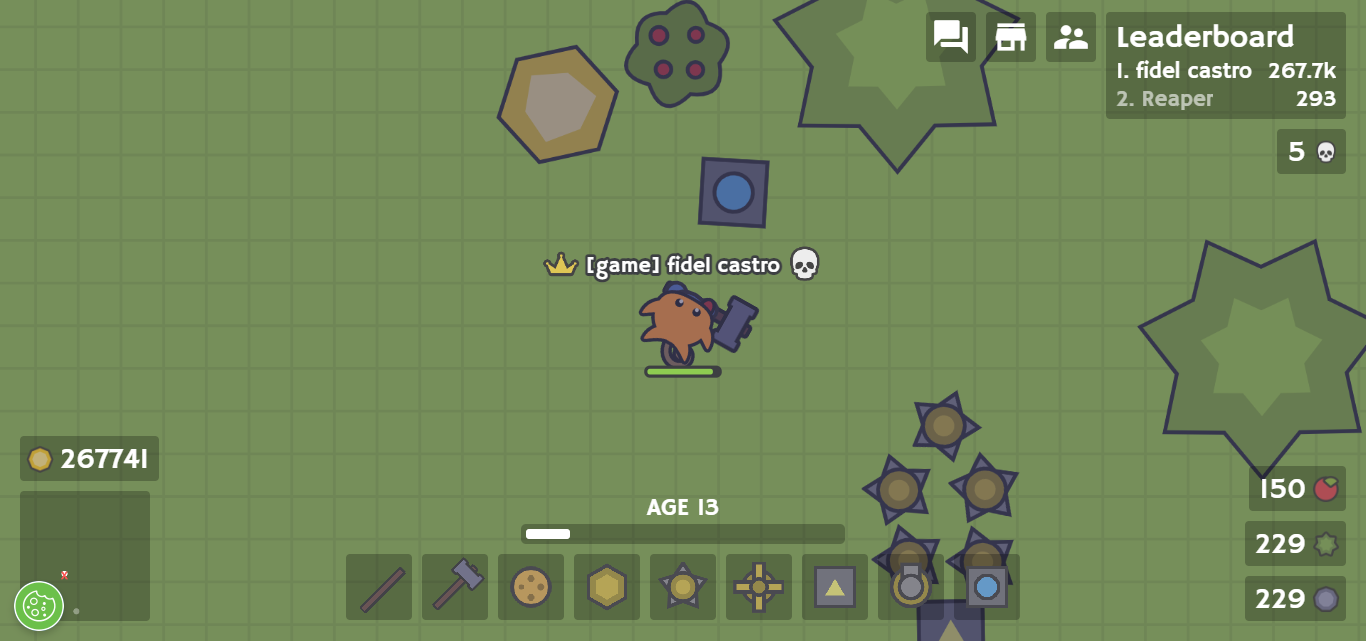 Leaderboard
1. fidel castro 267.7k
2. Reaper 293
5
[game] fidel castro
267741
AGE 13
150
229
229